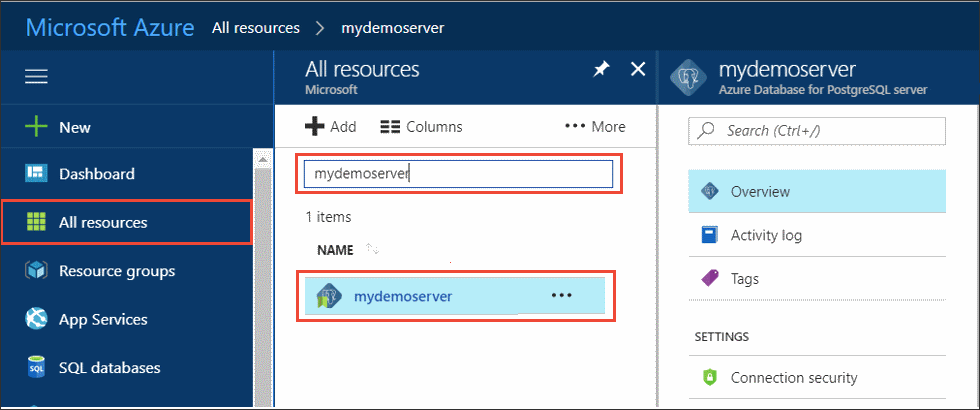 Microsoft Azure All resources > mydemoserver
New
Dashboard
All resources
Resource groups
App Services
SQL databases
All resources
Microsoft
Add Columns ••• More
mydemoserver
1 items
NAME
mydemoserver •••
mydemoserver
Azure Database for PostgreSQL server
Search (Ctrl+/)
Overview
Activity log
Tags
SETTINGS
Connection security